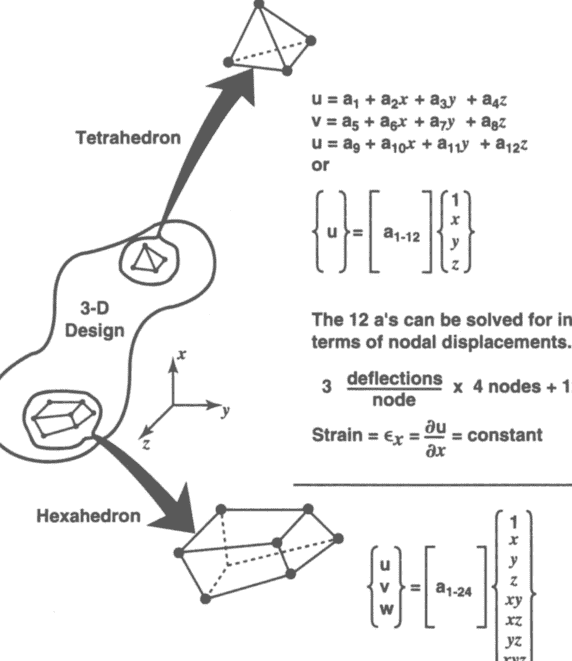 Tetrahedron
u = a₁ + a₂x + a₃y + a₄z
v = a₅ + a₆x + a₇y + a₈z
u = a₉ + a₁₀x + a₁₁y + a₁₂z
or
{u} = [a₁₋₁₂] {1 x y z}
3-D
Design
x
y
z
The 12 a's can be solved for in
terms of nodal displacements.
3 deflections/node x 4 nodes + 1
Strain = ϵₓ = ∂u/∂x = constant
Hexahedron
{u v w} = [a₁₋₂₄] {1 x y z xy xz yz xyz